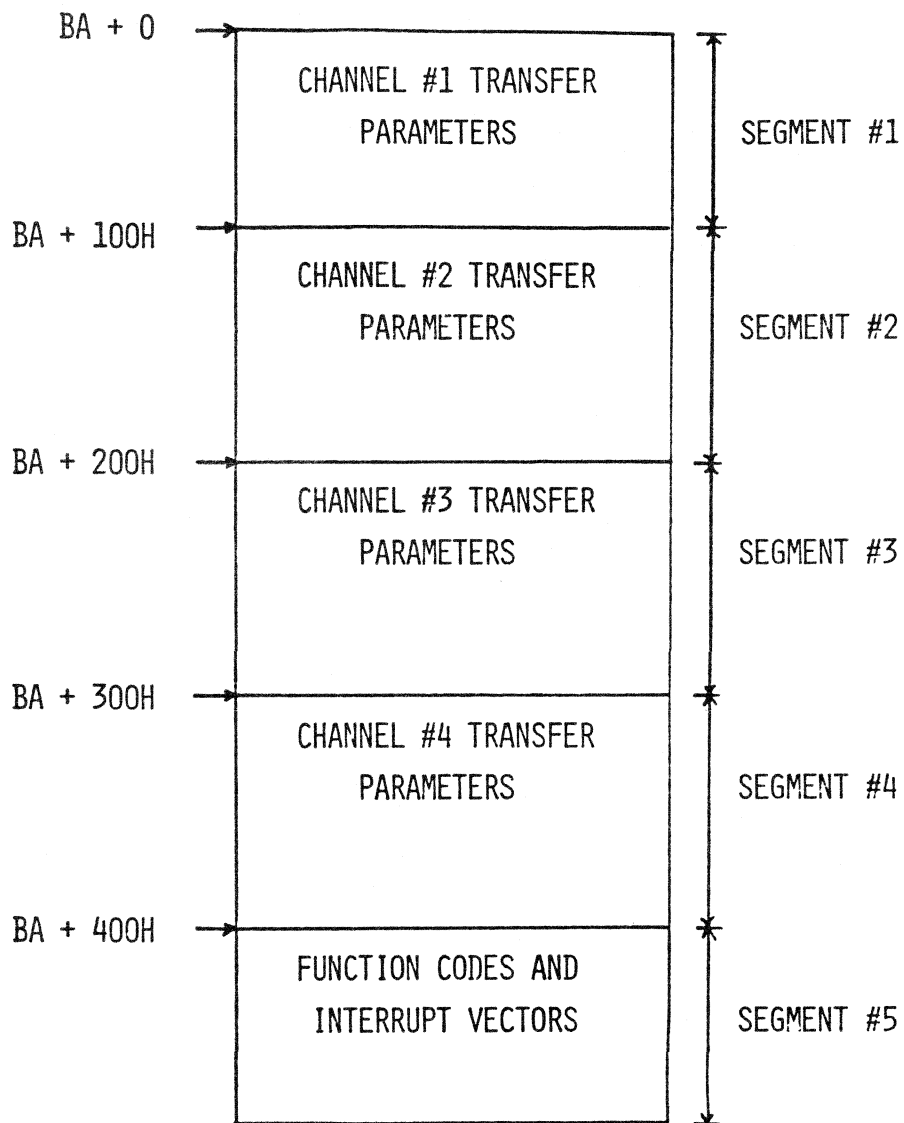 BA + 0
CHANNEL #1 TRANSFER
PARAMETERS
SEGMENT #1
BA + 100H
CHANNEL #2 TRANSFER
PARAMETERS
SEGMENT #2
BA + 200H
CHANNEL #3 TRANSFER
PARAMETERS
SEGMENT #3
BA + 300H
CHANNEL #4 TRANSFER
PARAMETERS
SEGMENT #4
BA + 400H
FUNCTION CODES AND
INTERRUPT VECTORS
SEGMENT #5